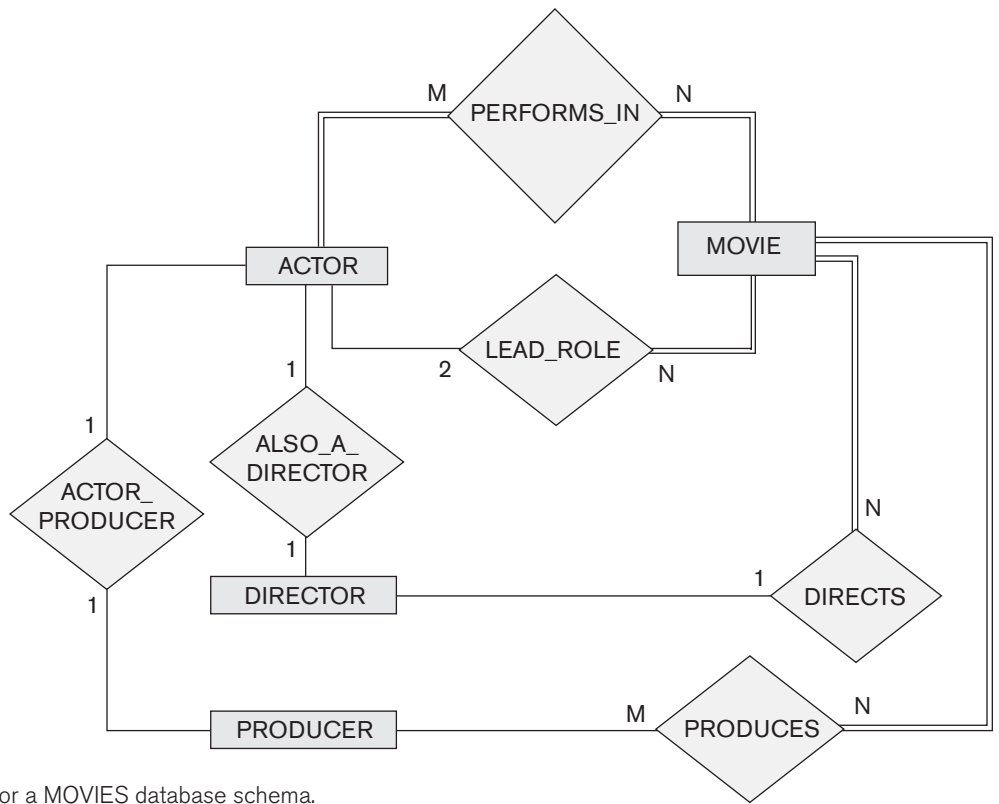 M
PERFORMS_IN
N
MOVIE
ACTOR
LEAD_ROLE
2
N
1
ALSO_A_
DIRECTOR
1
1
ACTOR_
PRODUCER
1
DIRECTOR
1
N
DIRECTS
PRODUCER
M
PRODUCES
N
or a MOVIES database schema.